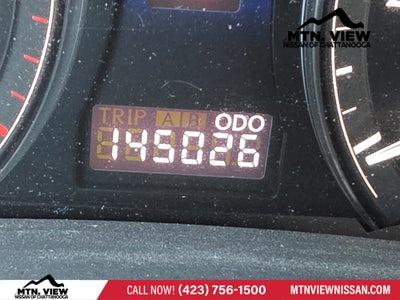 MTN. VIEW
NISSAN OF CHATTANOOGA
TRIP A B ODO
145026
MTN. VIEW
NISSAN OF CHATTANOOGA
CALL NOW! (423) 756-1500
MTNVIEWNISSAN.COM